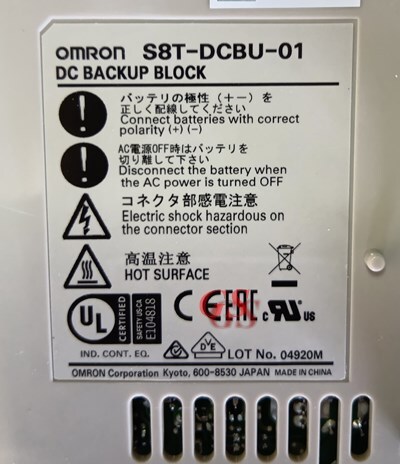 OMRON S8T-DCBU-01
DC BACKUP BLOCK
バッテリの極性(+-)を
正しく配線してください
Connect batteries with correct
polarity (+) (-)
AC電源OFF時はバッテリを
切り離して下さい
Disconnect the battery when
the AC power is turned OFF
コネクタ部感電注意
Electric shock hazardous on
the connector section
高温注意
HOT SURFACE
UL CERTIFIED SAFETY US-CA E104818
CE EAC c UR US
GS
IND. CONT. EQ.
VDE
LOT No. 04920M
OMRON Corporation Kyoto, 600-8530 JAPAN MADE IN CHINA